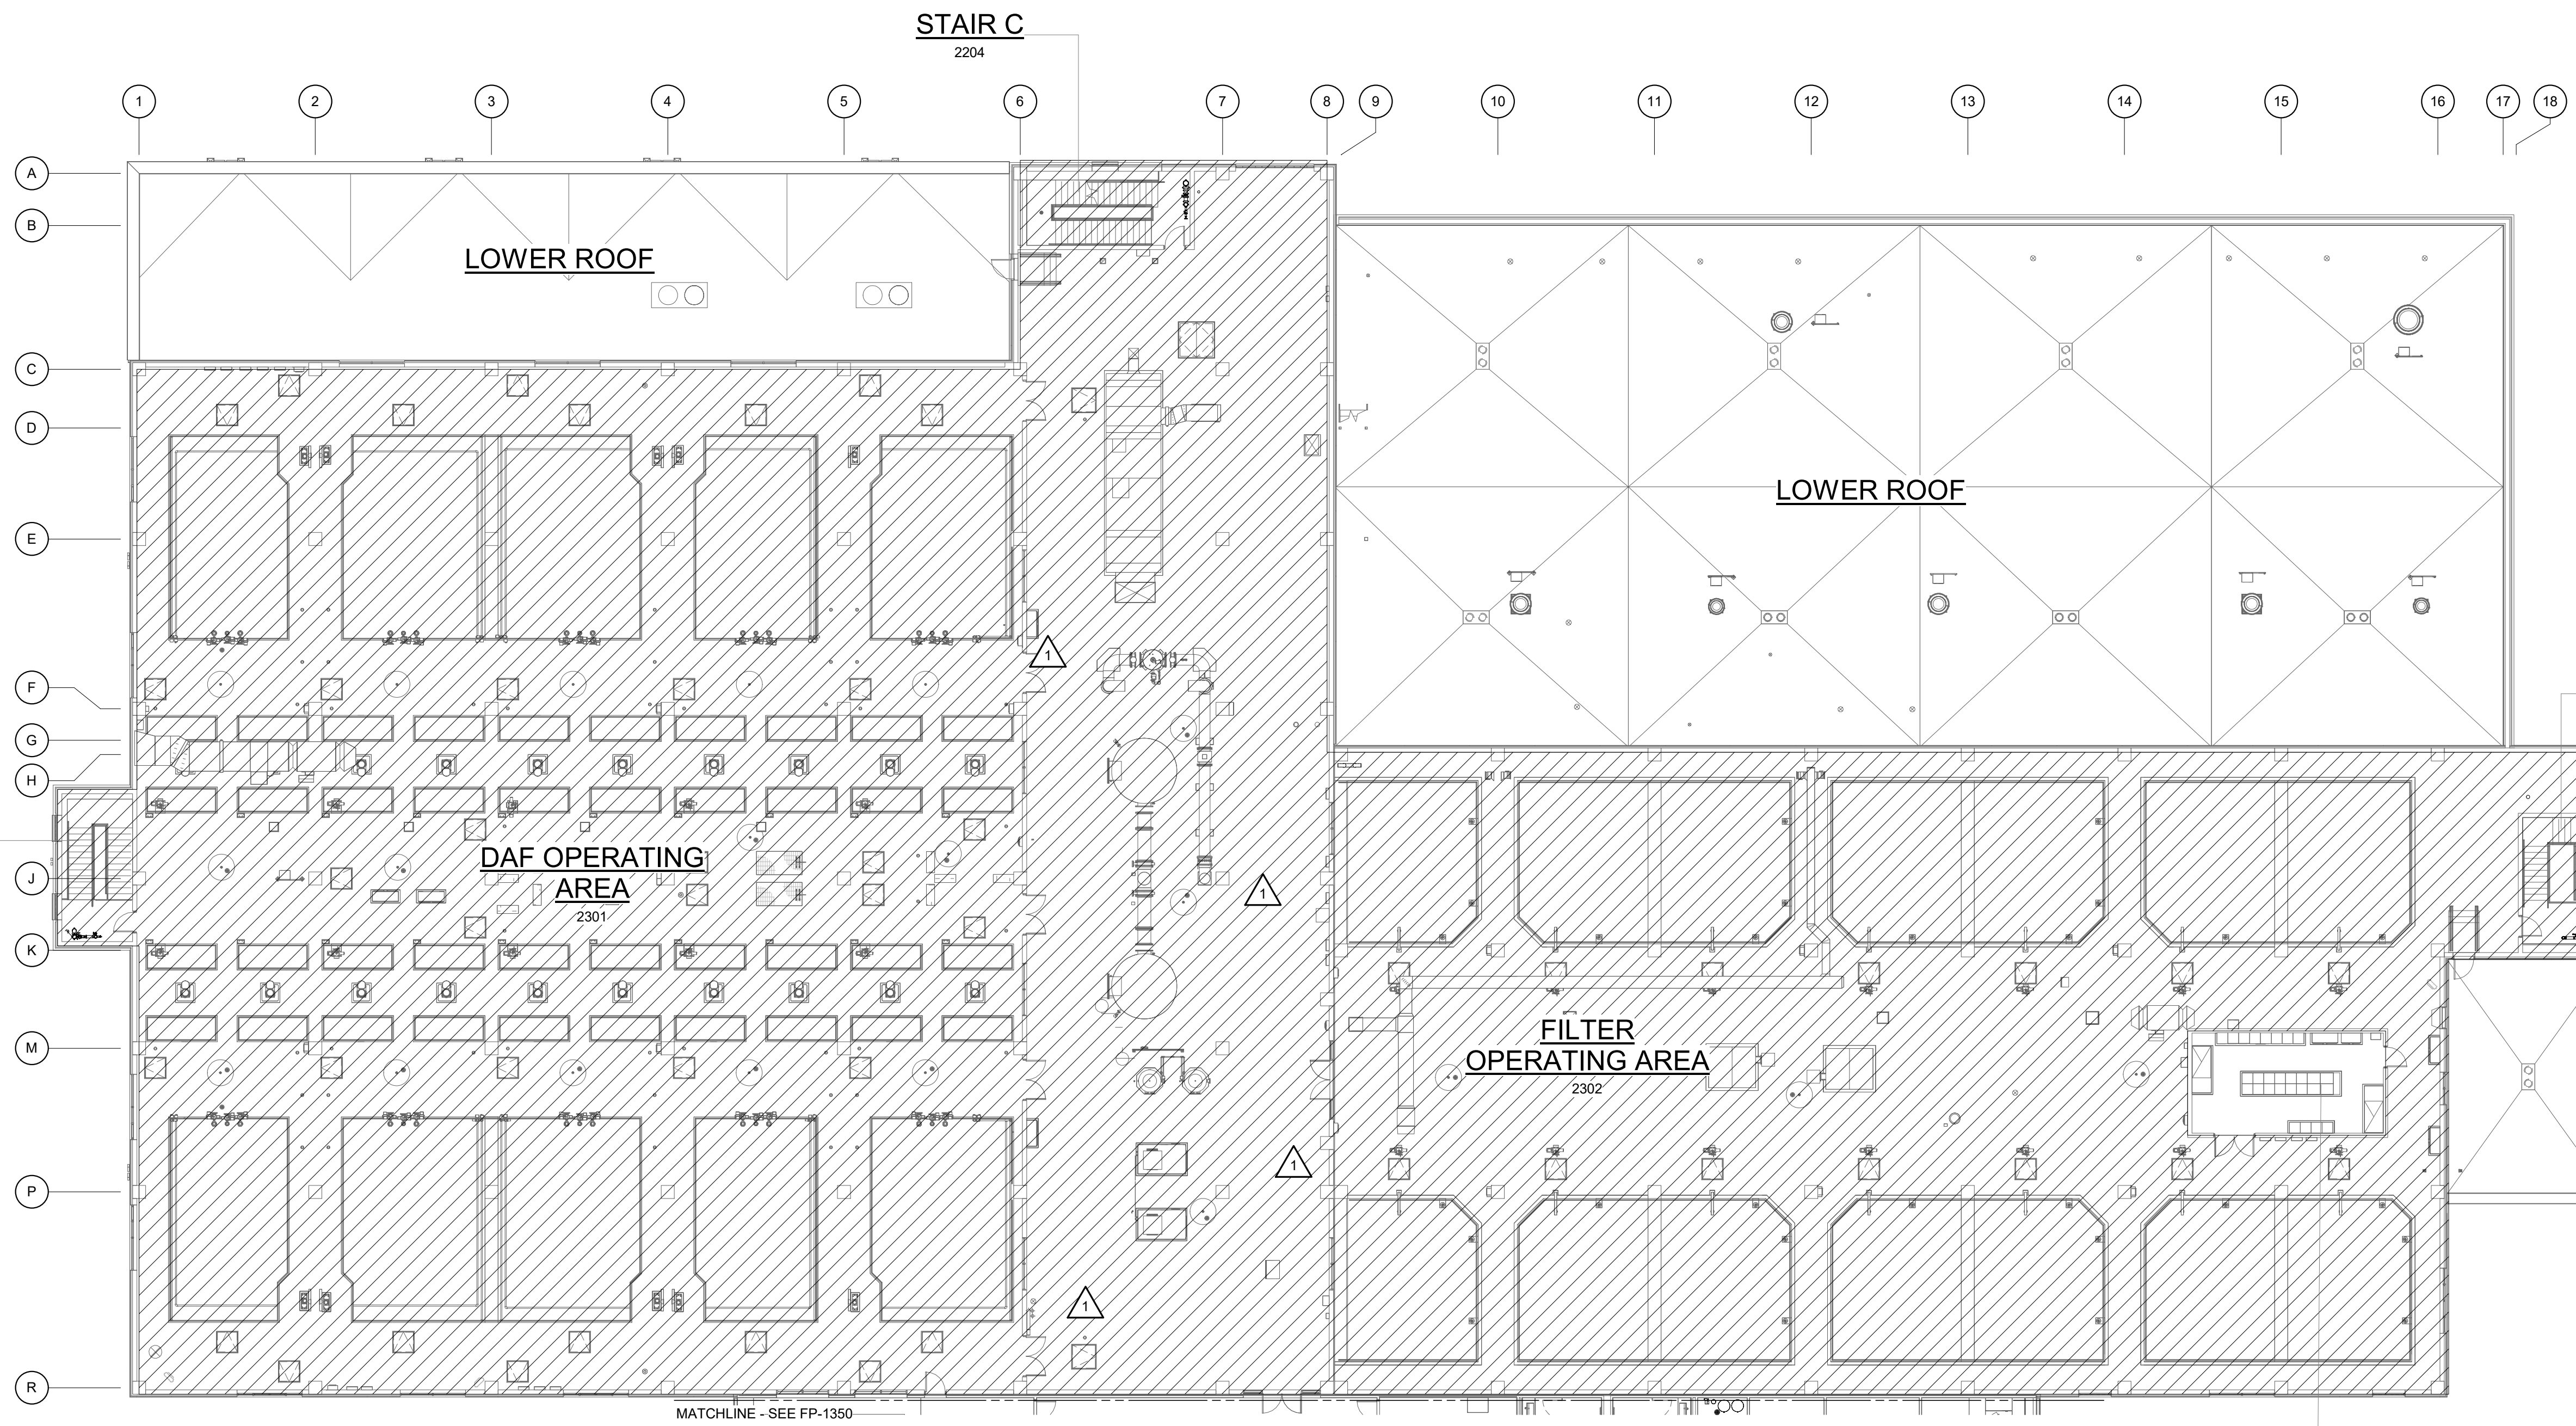 STAIR C
2204
1 2 3 4 5 6 7 8 9 10 11 12 13 14 15 16 17 18
A
B
LOWER ROOF
C
D
LOWER ROOF
E
1
F
G
H
DAF OPERATING
AREA
2301
J
1
K
FILTER
OPERATING AREA
2302
M
1
P
1
R
MATCHLINE - SEE FP-1350